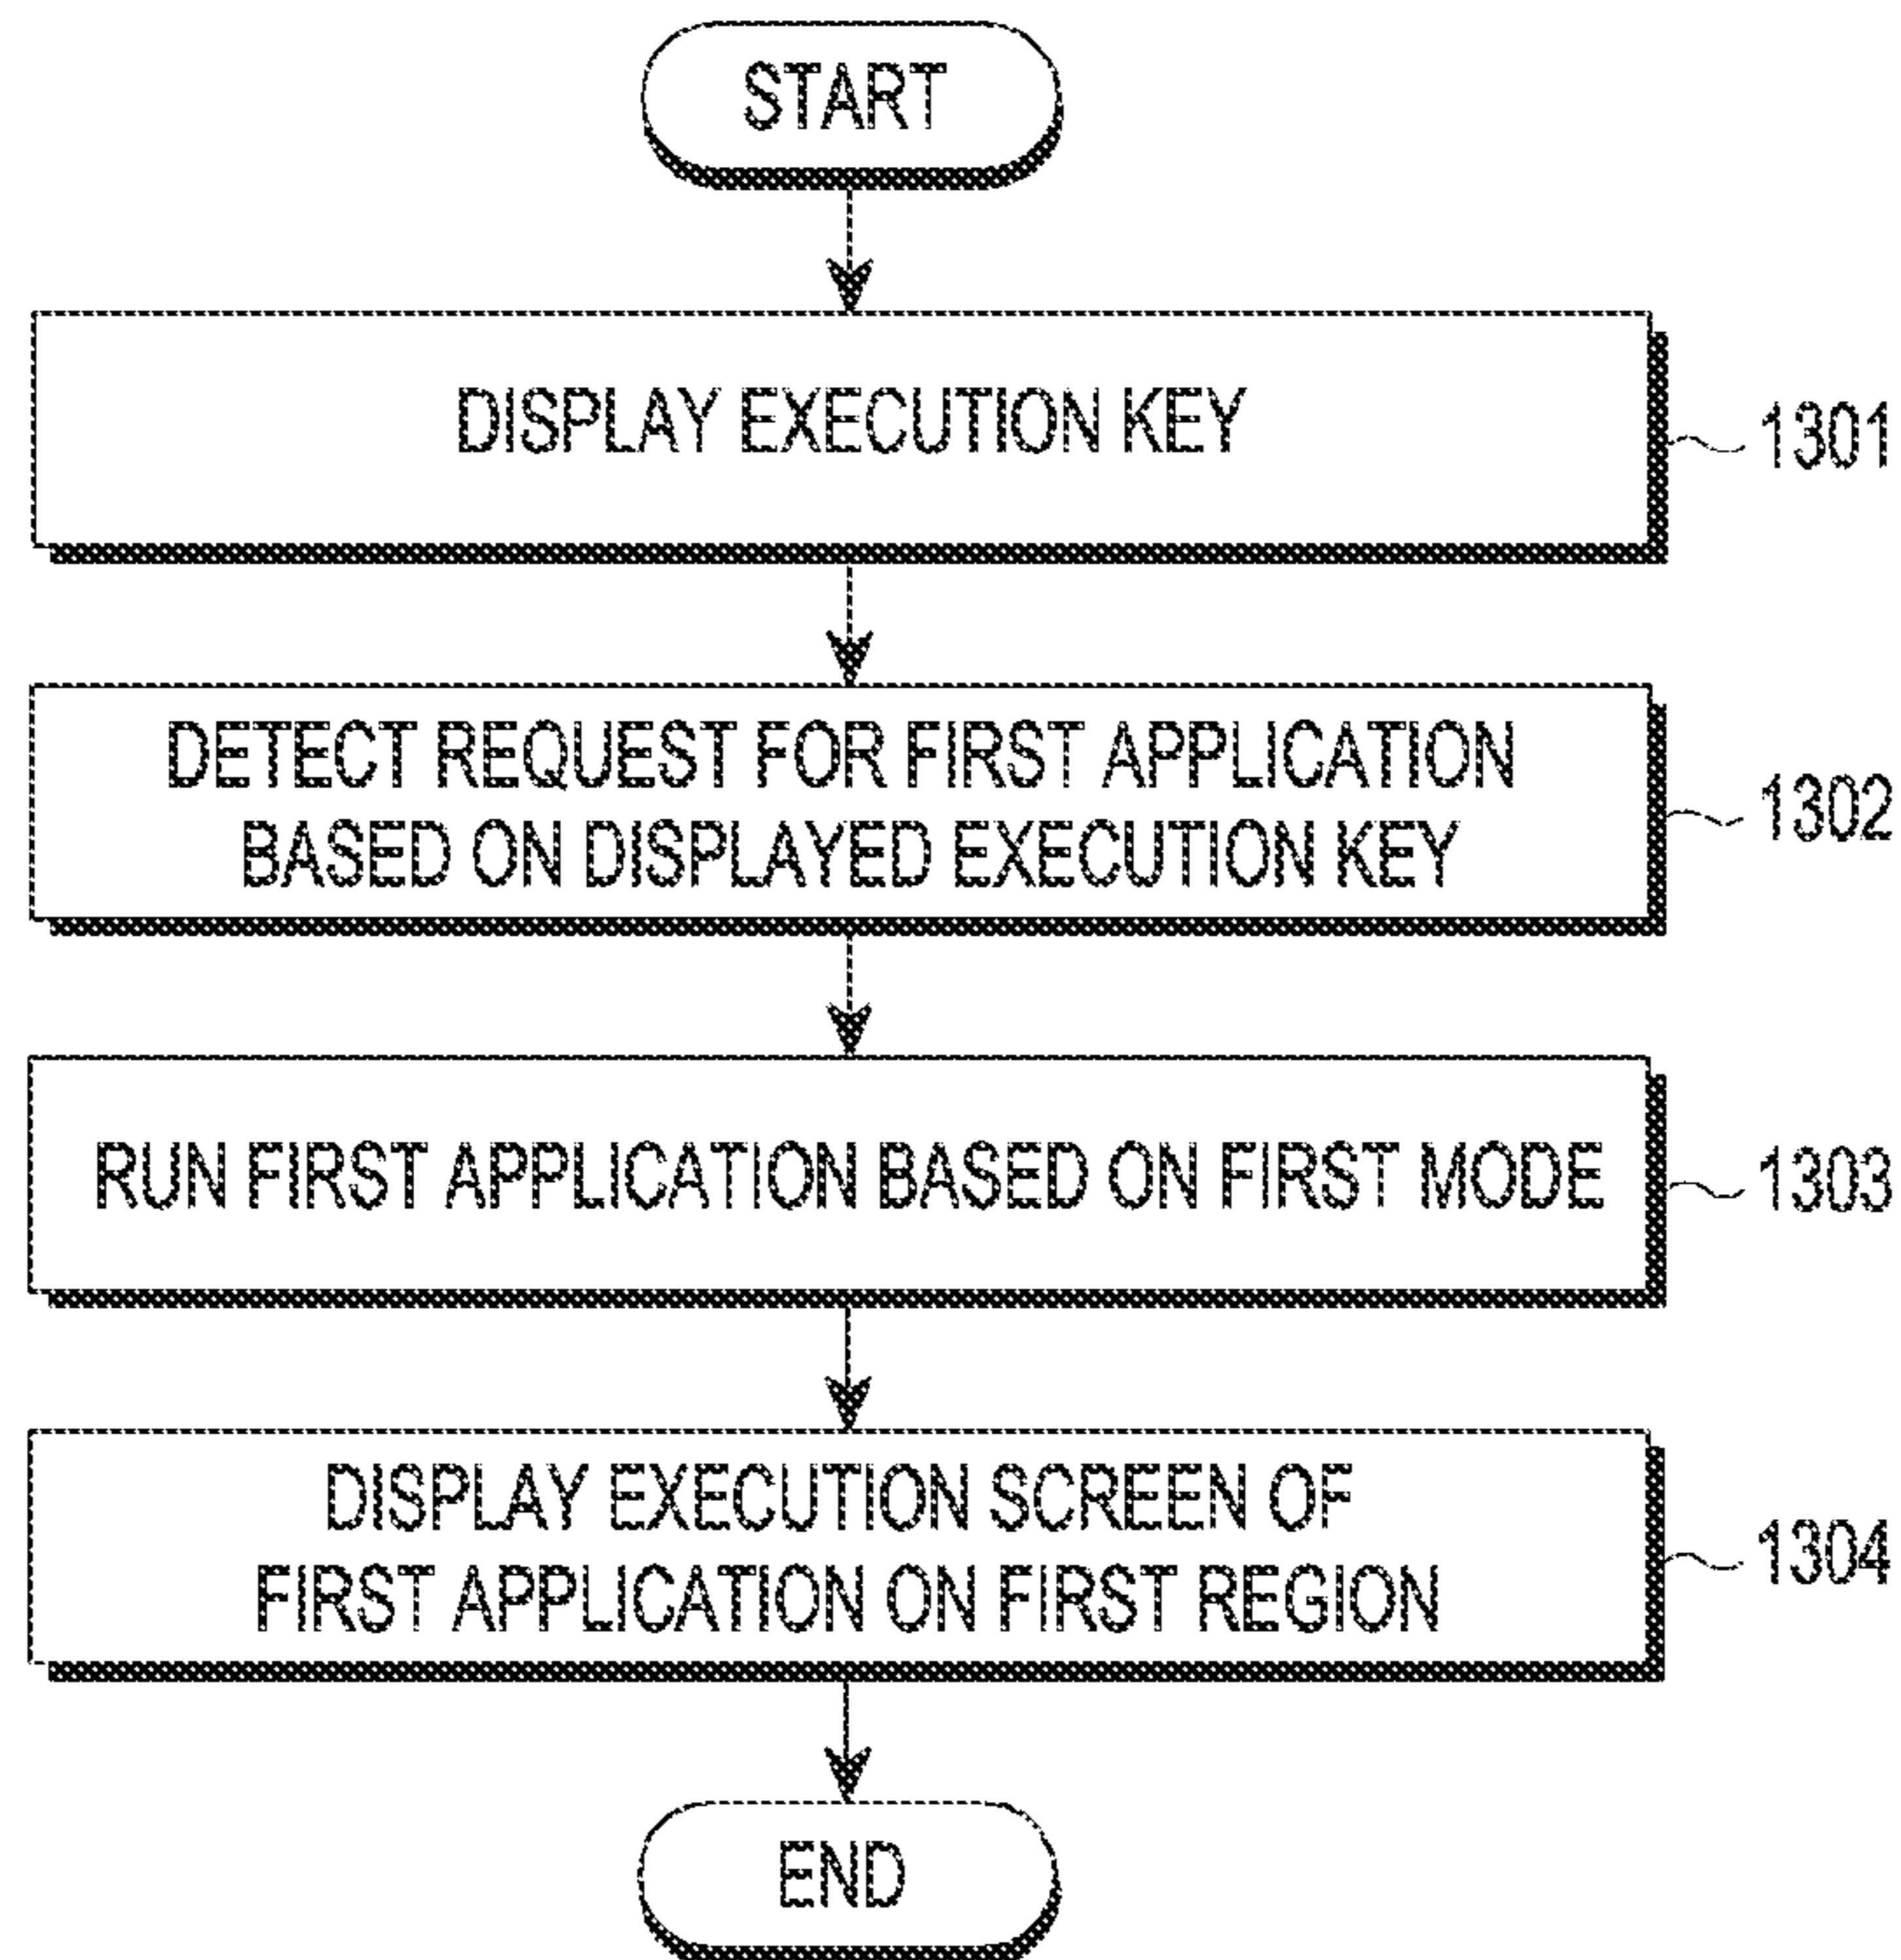 START
DISPLAY EXECUTION KEY
1301
DETECT REQUEST FOR FIRST APPLICATION
BASED ON DISPLAYED EXECUTION KEY
1302
RUN FIRST APPLICATION BASED ON FIRST MODE
1303
DISPLAY EXECUTION SCREEN OF
FIRST APPLICATION ON FIRST REGION
1304
END